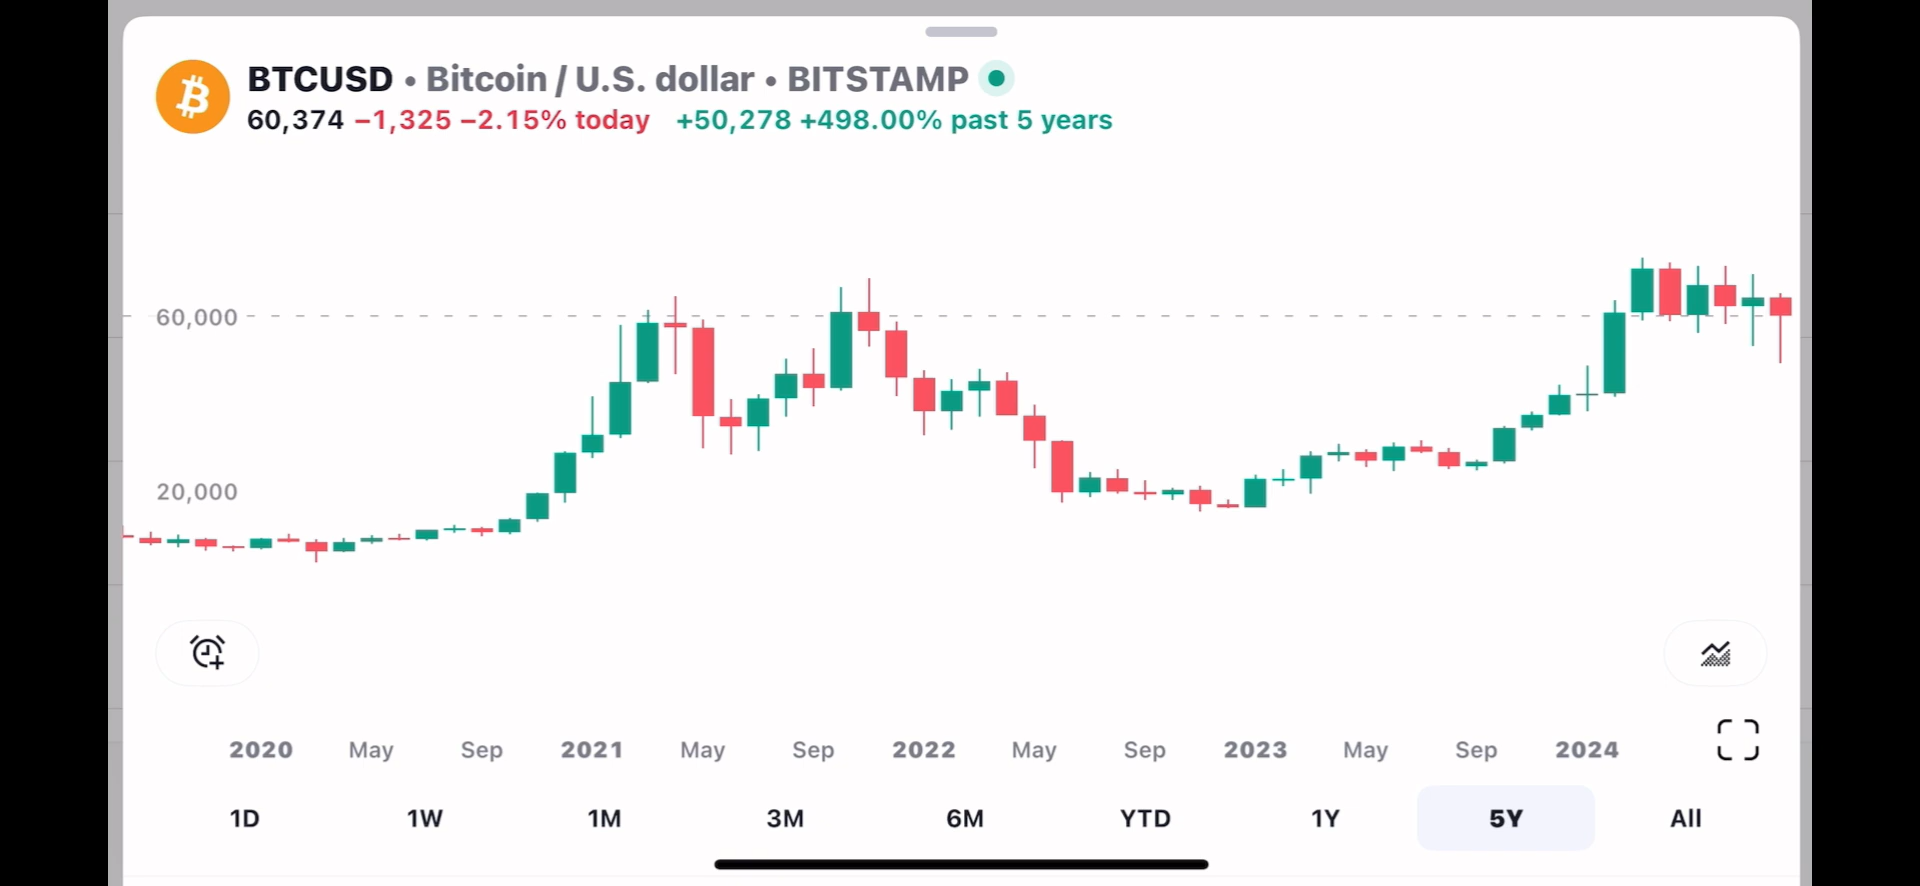 BTCUSD • Bitcoin / U.S. dollar • BITSTAMP
60,374 −1,325 −2.15% today +50,278 +498.00% past 5 years
60,000
20,000
2020 May Sep 2021 May Sep 2022 May Sep 2023 May Sep 2024
1D 1W 1M 3M 6M YTD 1Y 5Y All